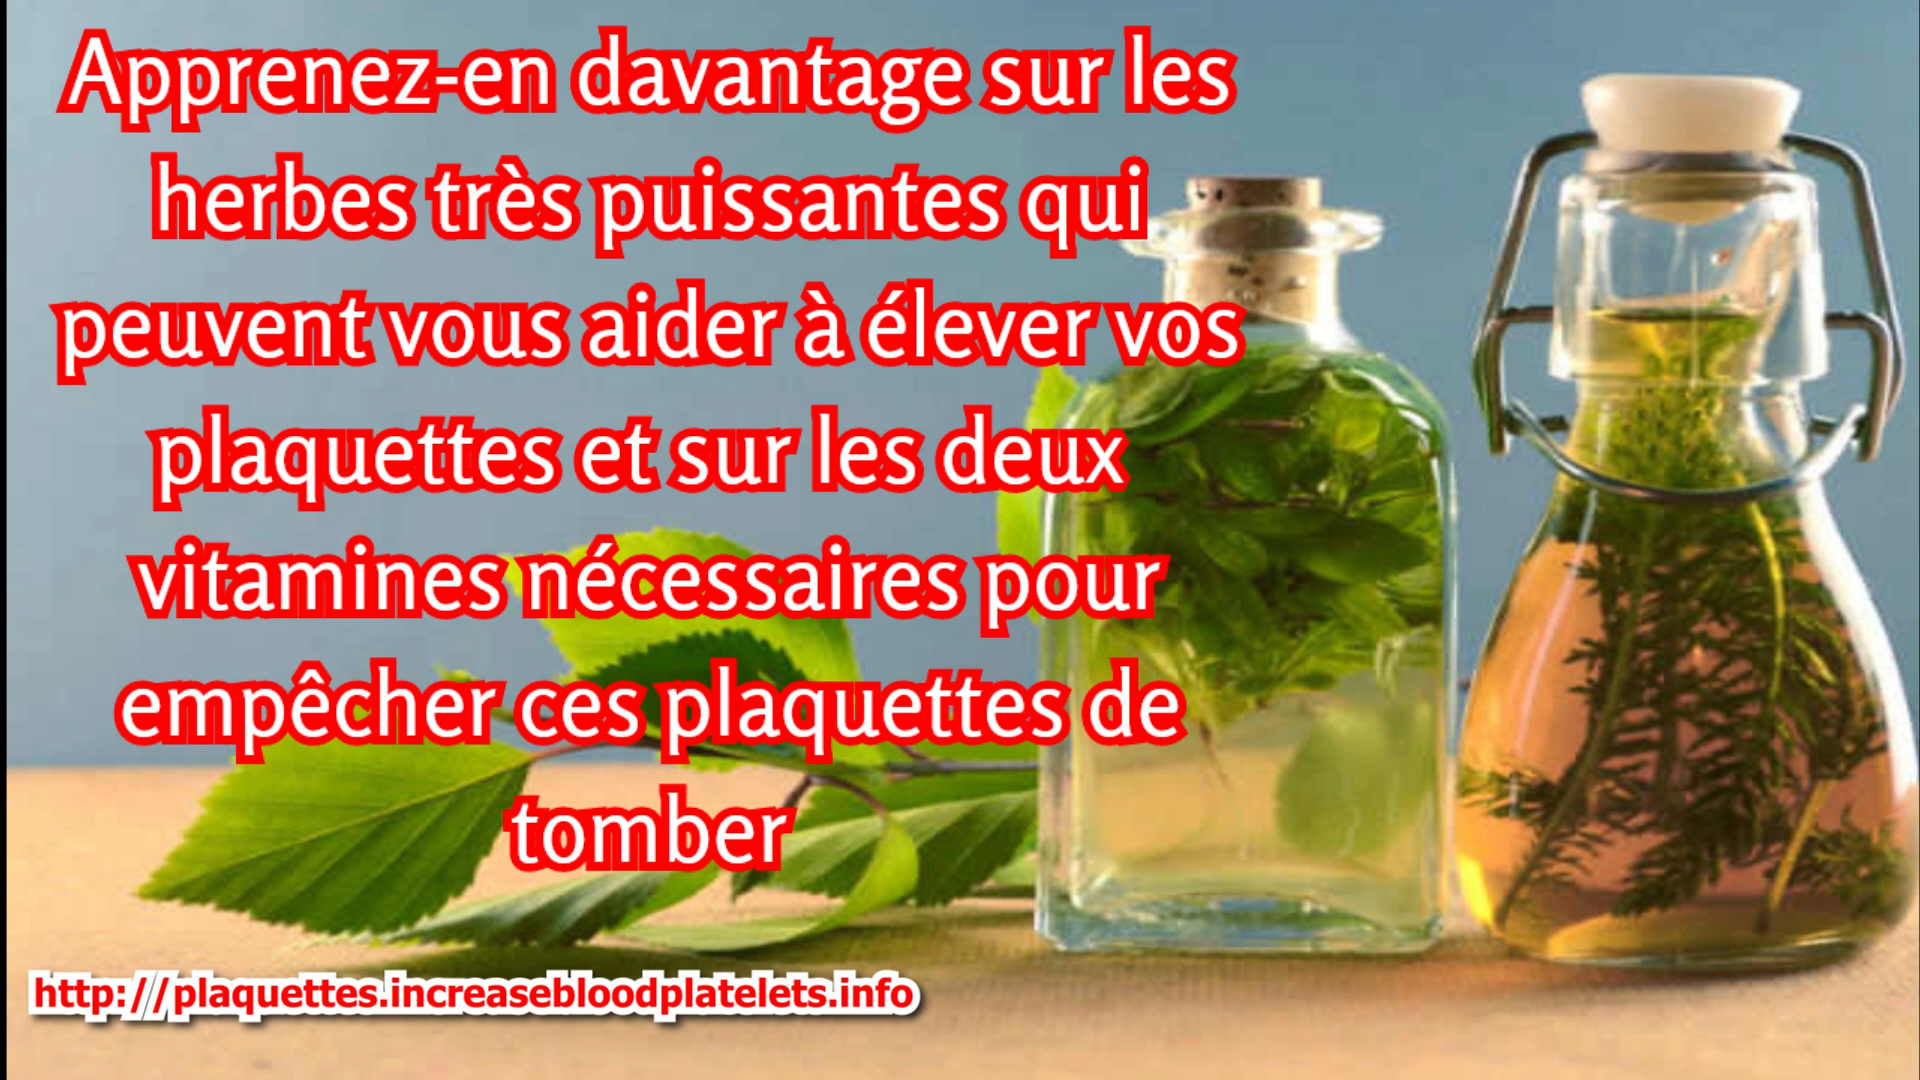 Apprenez-en davantage sur les
herbes très puissantes qui
peuvent vous aider à élever vos
plaquettes et sur les deux
vitamines nécessaires pour
empêcher ces plaquettes de
tomber
http://plaquettes.increasebloodplatelets.info